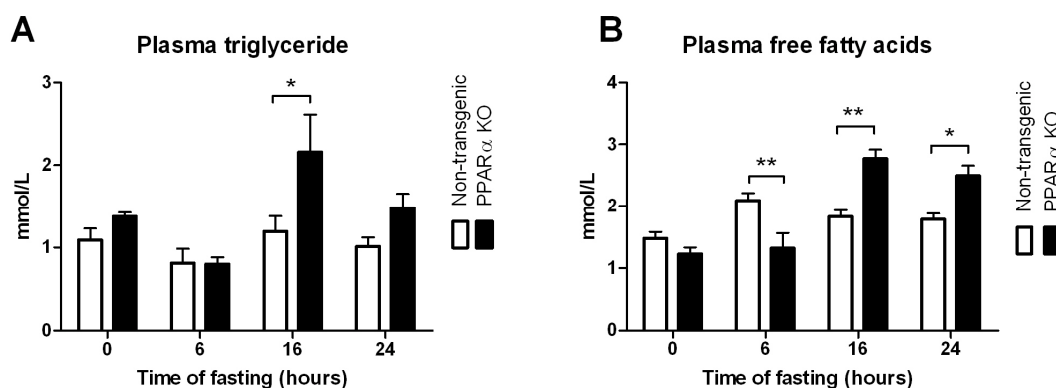 A
Plasma triglyceride
mmol/L
3
2
1
0
*
0 6 16 24
Time of fasting (hours)
Non-transgenic
PPARα KO
B
Plasma free fatty acids
mmol/L
4
3
2
1
0
**
**
*
0 6 16 24
Time of fasting (hours)
Non-transgenic
PPARα KO